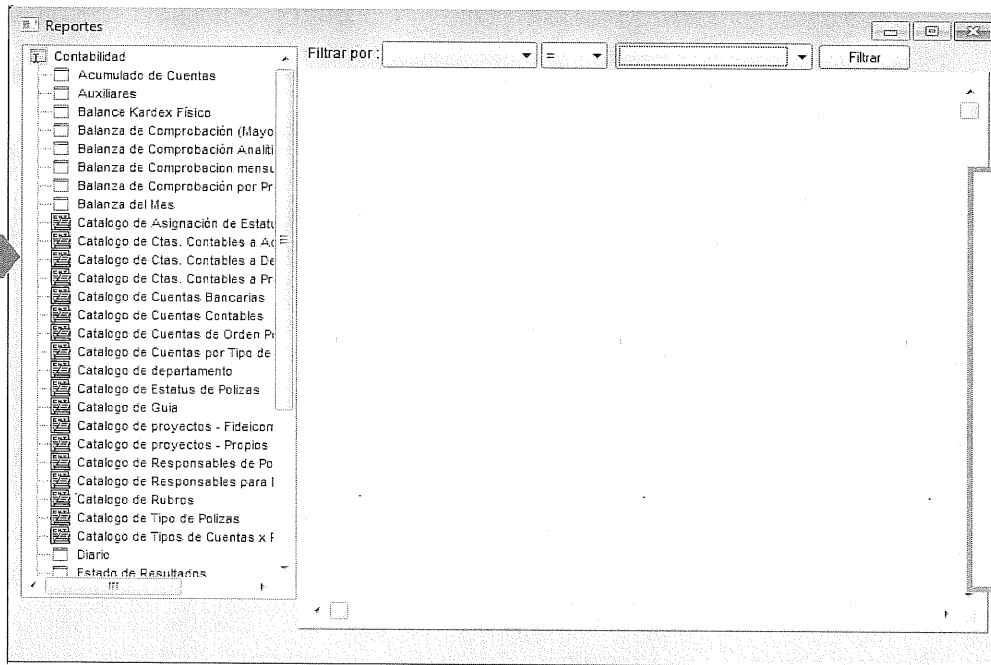 Reportes
Filtrar por : = Filtrar
Contabilidad
Acumulado de Cuentas
Auxiliares
Balance Kardex Físico
Balanza de Comprobación (Mayo
Balanza de Comprobación Analíti
Balanza de Comprobacion mensu
Balanza de Comprobación por Pr
Balanza del Mes
Catalogo de Asignación de Estatu
Catalogo de Ctas. Contables a Ac
Catalogo de Ctas. Contables a De
Catalogo de Ctas. Contables a Pr
Catalogo de Cuentas Bancarias
Catalogo de Cuentas Contables
Catalogo de Cuentas de Orden Pr
Catalogo de Cuentas por Tipo de
Catalogo de departamento
Catalogo de Estatus de Polizas
Catalogo de Guia
Catalogo de proyectos - Fideicom
Catalogo de proyectos - Propios
Catalogo de Responsables de Po
Catalogo de Responsables para I
Catalogo de Rubros
Catalogo de Tipo de Polizas
Catalogo de Tipos de Cuentas x F
Diario
Estado de Resultados